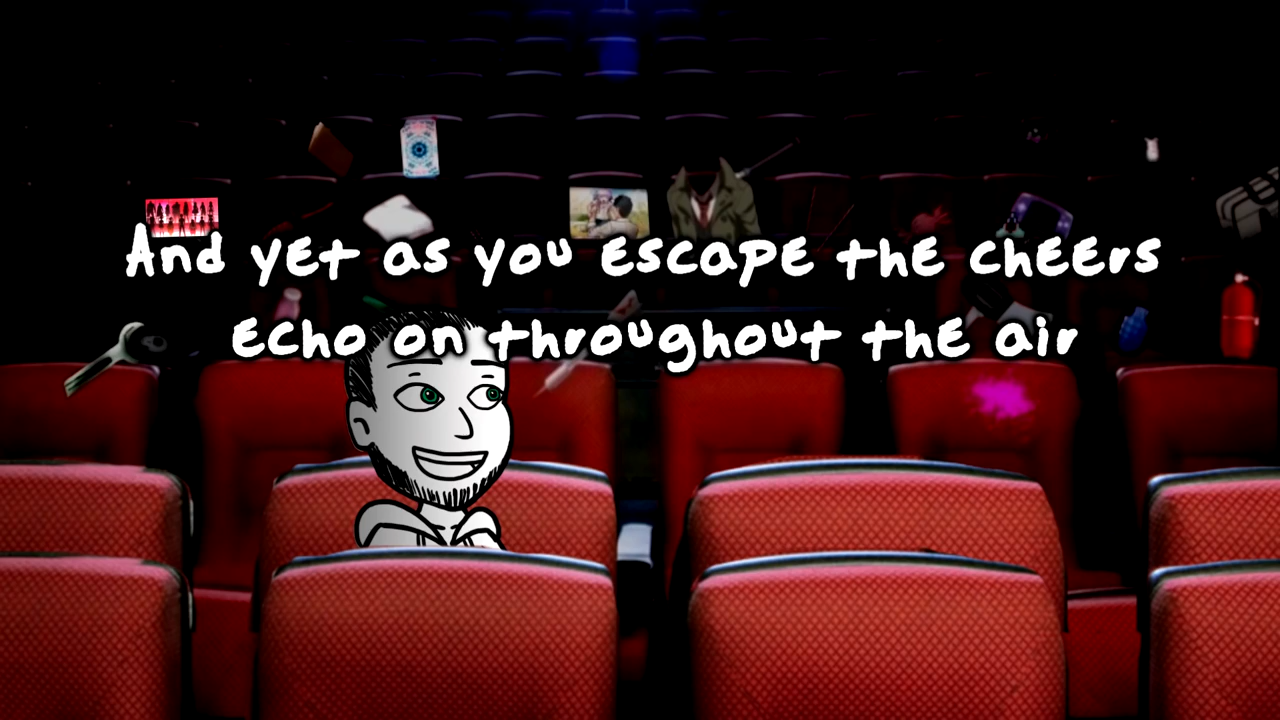 And yet as you escape the cheers
echo on throughout the air